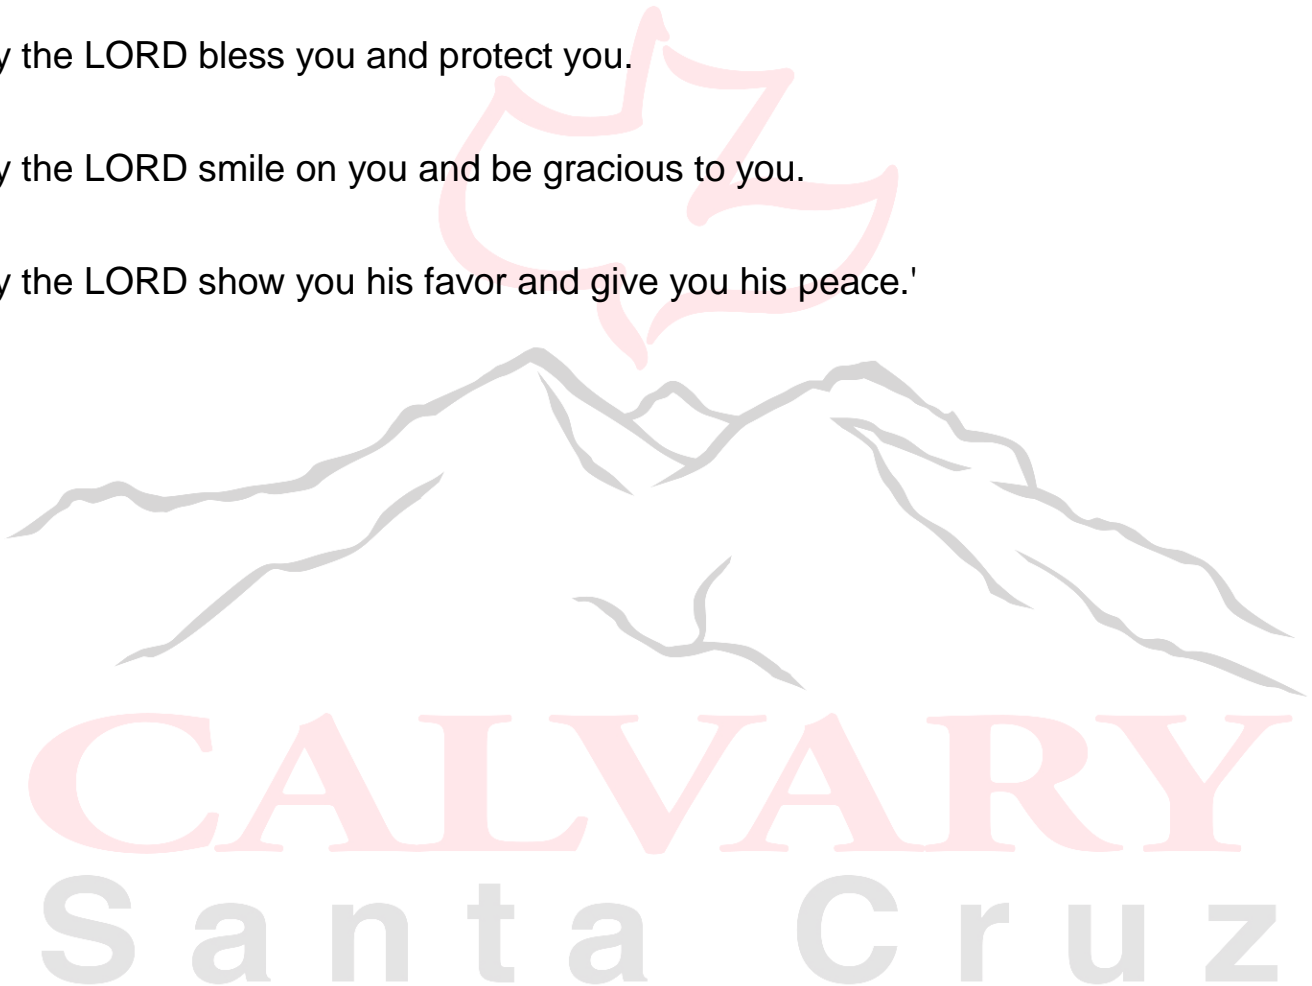 y the LORD bless you and protect you.
y the LORD smile on you and be gracious to you.
y the LORD show you his favor and give you his peace.'
CALVARY
Santa Cruz